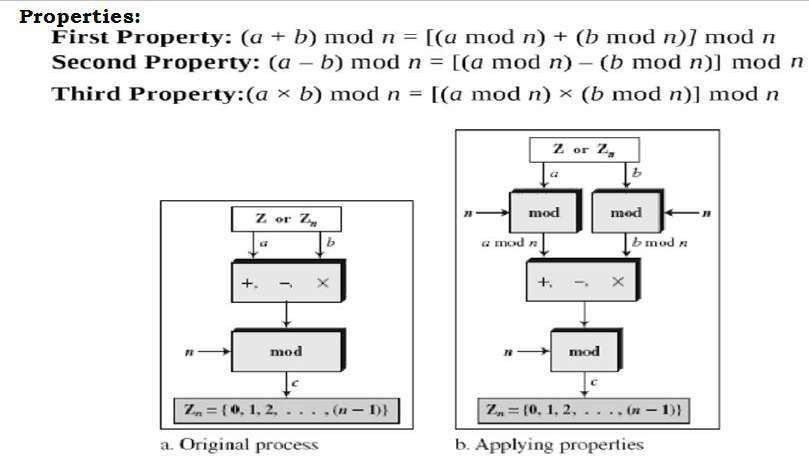 Properties:
First Property: (a + b) mod n = [(a mod n) + (b mod n)] mod n
Second Property: (a – b) mod n = [(a mod n) – (b mod n)] mod n
Third Property:(a × b) mod n = [(a mod n) × (b mod n)] mod n
Z or Zₙ
a b
+, −, ×
n mod
c
Zₙ = { 0, 1, 2, . . . . , (n − 1)}
a. Original process
Z or Zₙ
a b
n mod mod n
a mod n b mod n
+, −, ×
n mod
c
Zₙ = {0, 1, 2, . . . , (n − 1)}
b. Applying properties